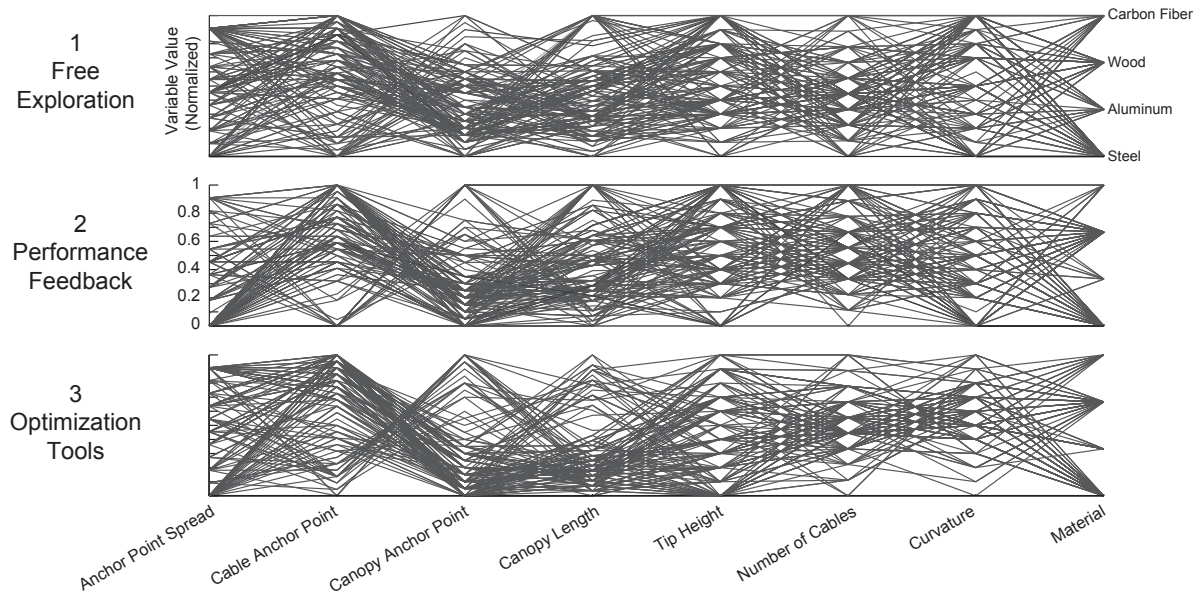 1
Free
Exploration
Variable Value
(Normalized)
Carbon Fiber
Wood
Aluminum
Steel
2
Performance
Feedback
1
0.8
0.6
0.4
0.2
0
3
Optimization
Tools
Anchor Point Spread
Cable Anchor Point
Canopy Anchor Point
Canopy Length
Tip Height
Number of Cables
Curvature
Material